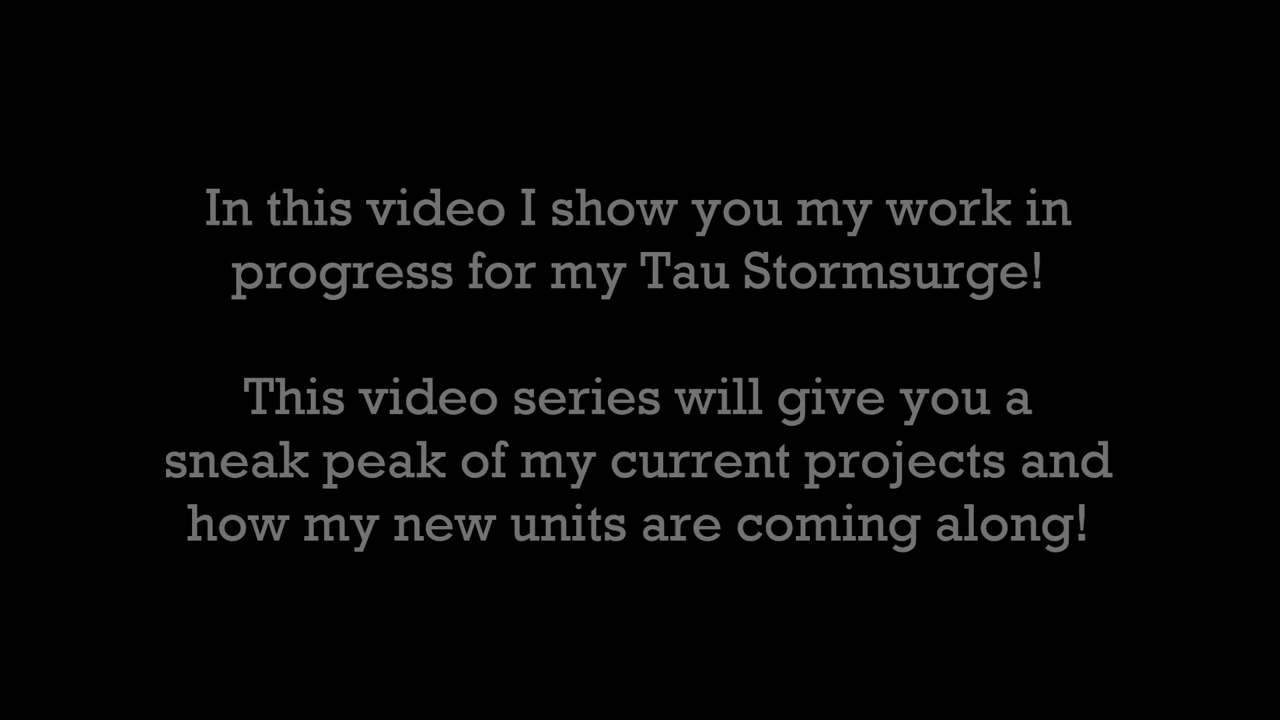 In this video I show you my work in
progress for my Tau Stormsurge!
This video series will give you a
sneak peak of my current projects and
how my new units are coming along!